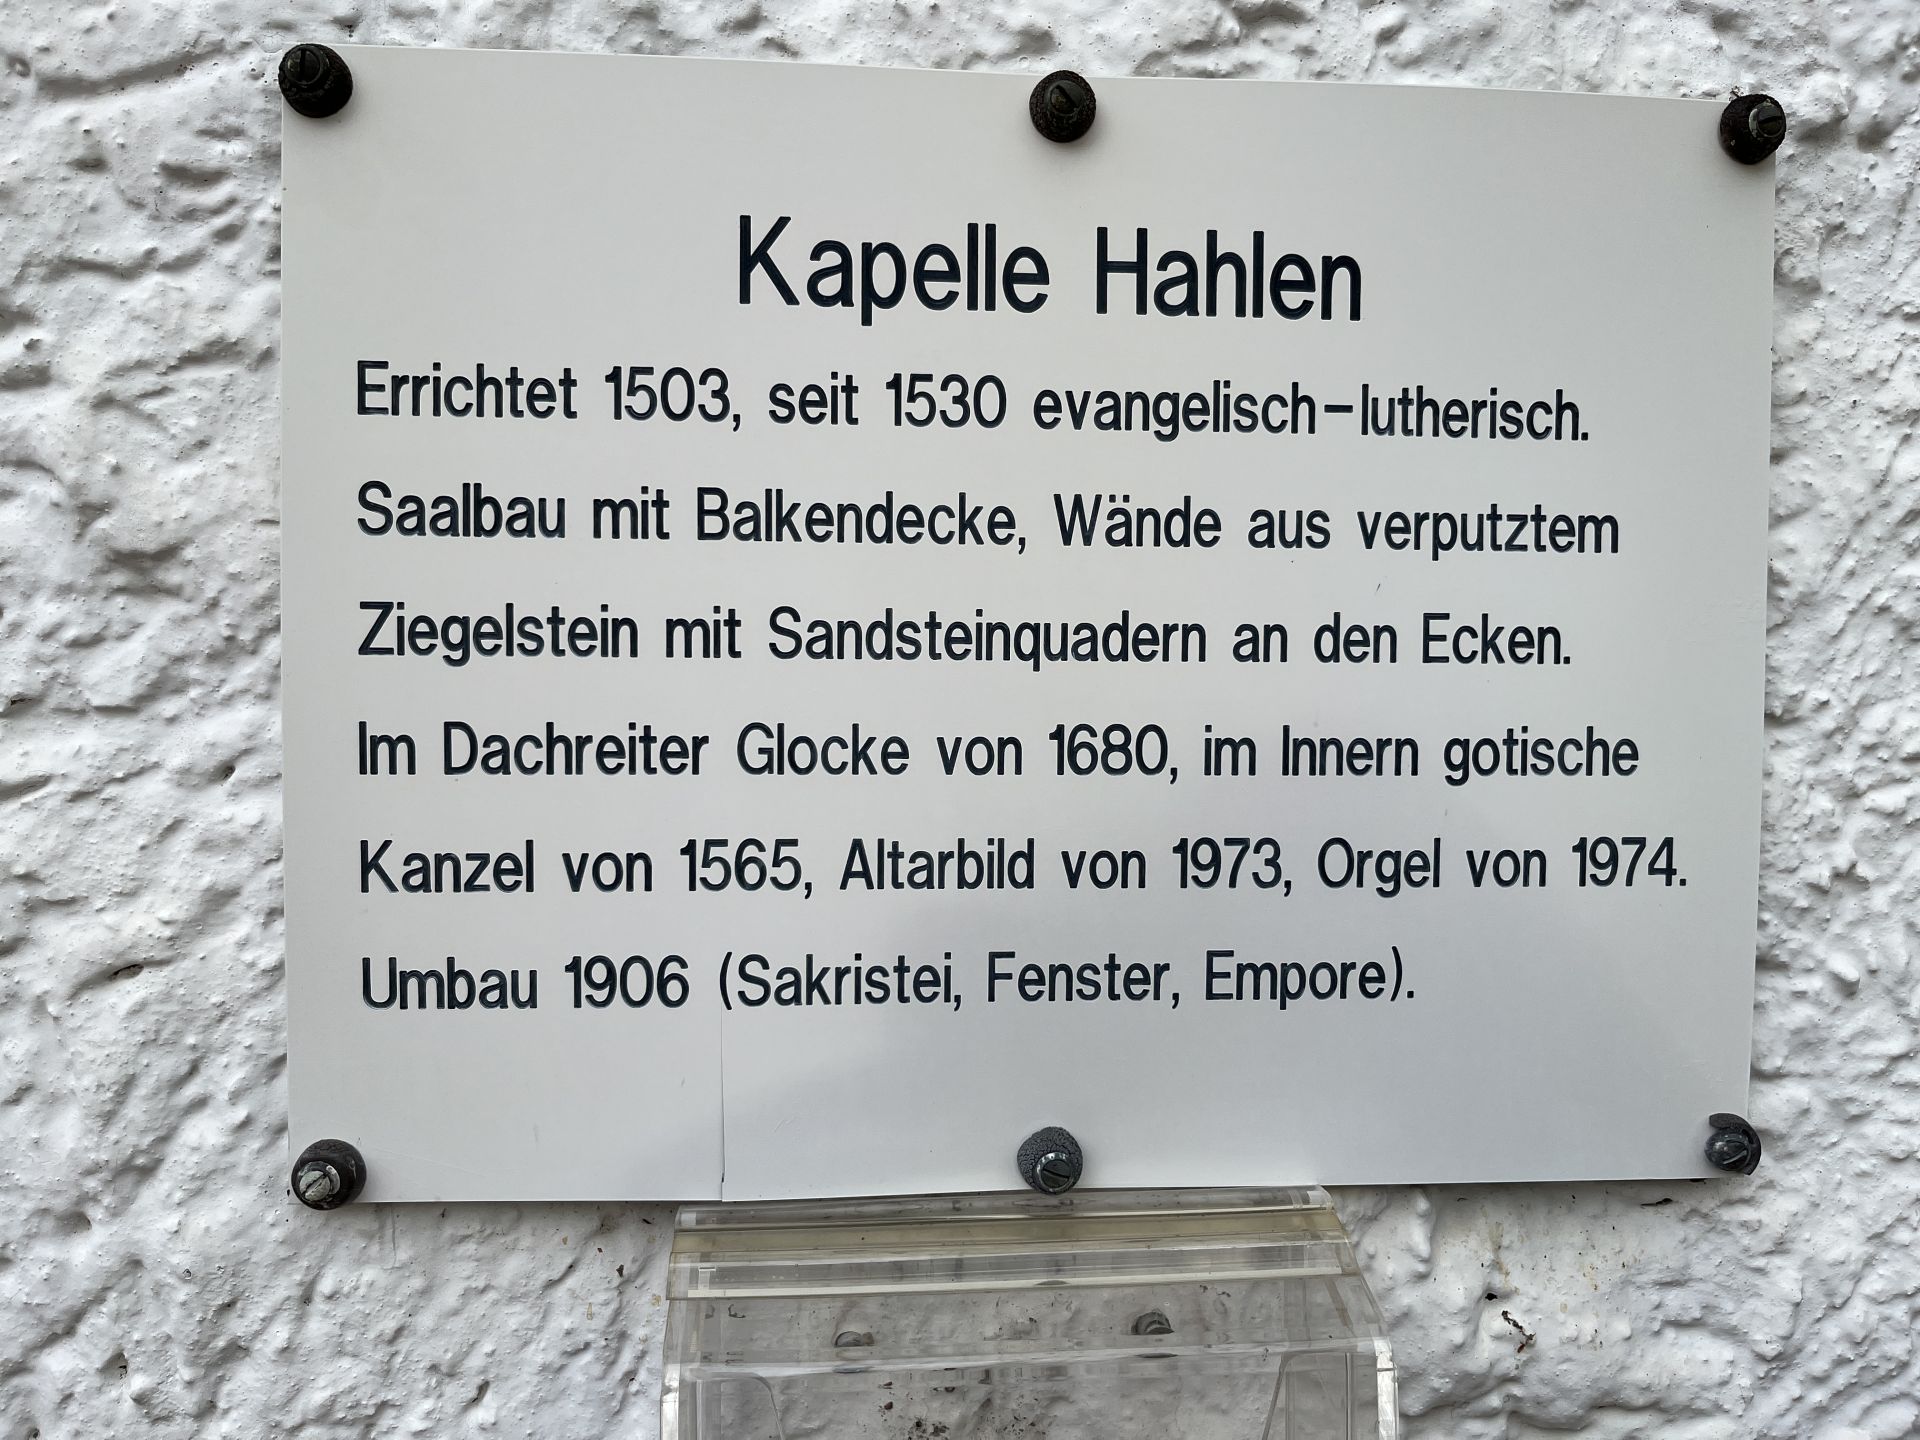 Kapelle Hahlen
Errichtet 1503, seit 1530 evangelisch-lutherisch.
Saalbau mit Balkendecke, Wände aus verputztem
Ziegelstein mit Sandsteinquadern an den Ecken.
Im Dachreiter Glocke von 1680, im Innern gotische
Kanzel von 1565, Altarbild von 1973, Orgel von 1974.
Umbau 1906 (Sakristei, Fenster, Empore).